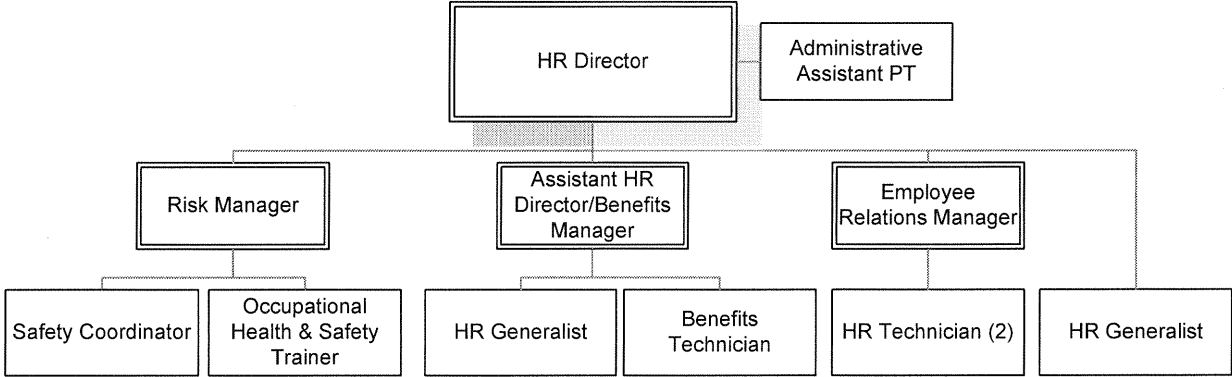 HR Director
Administrative
Assistant PT
Risk Manager
Assistant HR
Director/Benefits
Manager
Employee
Relations Manager
Safety Coordinator
Occupational
Health & Safety
Trainer
HR Generalist
Benefits
Technician
HR Technician (2)
HR Generalist